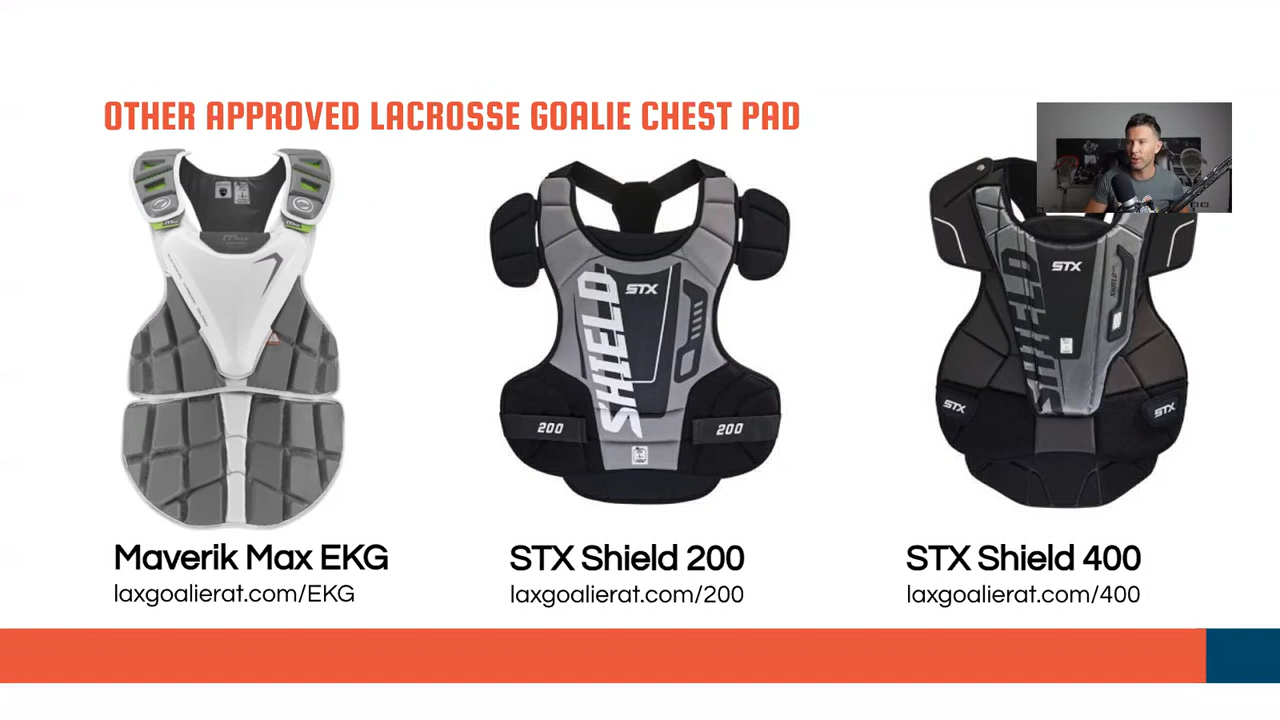 OTHER APPROVED LACROSSE GOALIE CHEST PAD
STX
SHIELD
200
200
STX
SHIELD
STX
STX
Maverik Max EKG
laxgoalierat.com/EKG
STX Shield 200
laxgoalierat.com/200
STX Shield 400
laxgoalierat.com/400